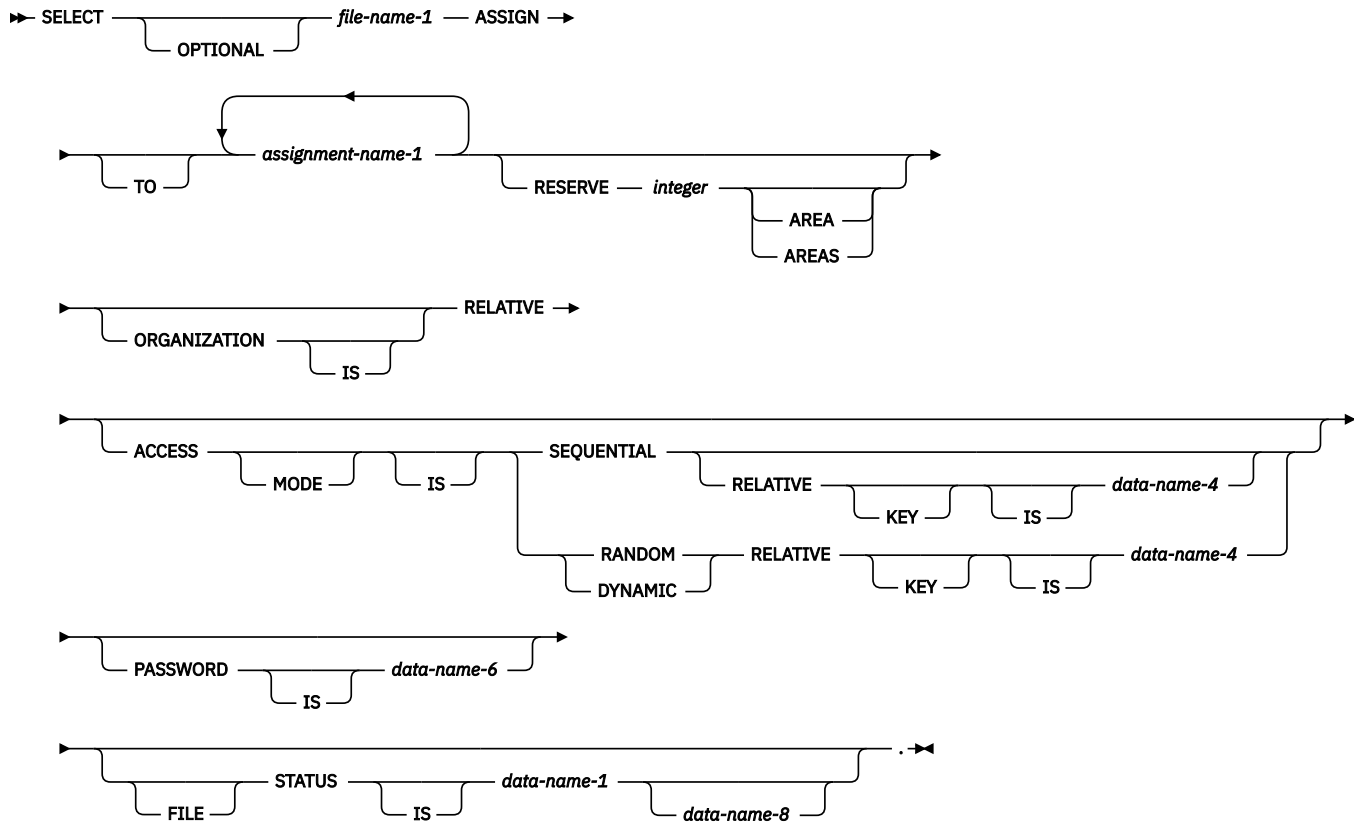 SELECT OPTIONAL file-name-1 ASSIGN
TO assignment-name-1 RESERVE integer AREA AREAS
ORGANIZATION IS RELATIVE
ACCESS MODE IS SEQUENTIAL RELATIVE KEY IS data-name-4
RANDOM DYNAMIC RELATIVE KEY IS data-name-4
PASSWORD IS data-name-6
FILE STATUS IS data-name-1 data-name-8 .